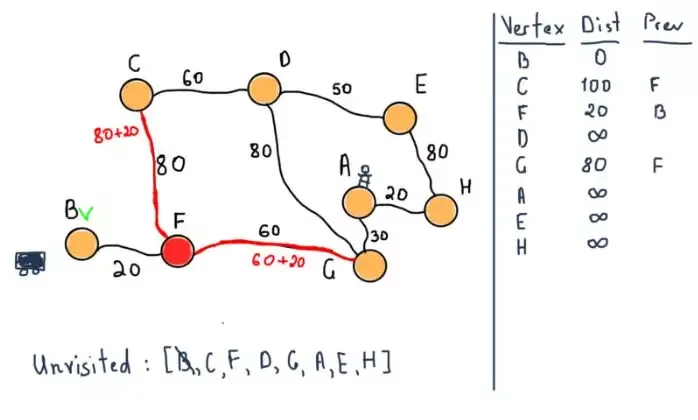 Vertex Dist Prev
B 0
C 100 F
F 20 B
D ∞
G 80 F
A ∞
E ∞
H ∞
C
60
D
50
E
80+20
80
80
80
A
20
H
B
F
60
30
20
60+20
G
Unvisited : [B, C, F, D, G, A, E, H]